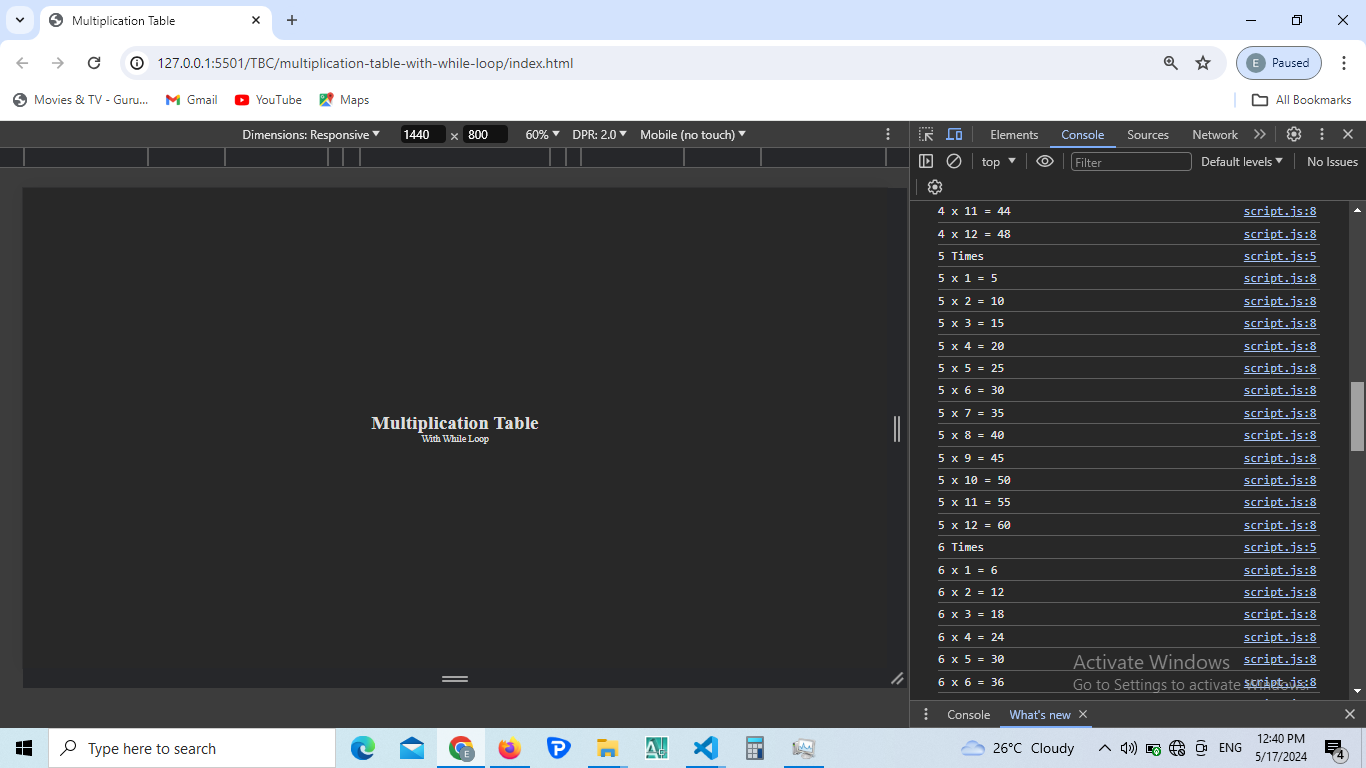 Multiplication Table
127.0.0.1:5501/TBC/multiplication-table-with-while-loop/index.html
E Paused
Movies & TV - Guru...
Gmail
YouTube
Maps
All Bookmarks
Dimensions: Responsive
1440 x 800
60%
DPR: 2.0
Mobile (no touch)
Elements
Console
Sources
Network
top
Filter
Default levels
No Issues
4 x 11 = 44 script.js:8
4 x 12 = 48 script.js:8
5 Times script.js:5
5 x 1 = 5 script.js:8
5 x 2 = 10 script.js:8
5 x 3 = 15 script.js:8
5 x 4 = 20 script.js:8
5 x 5 = 25 script.js:8
5 x 6 = 30 script.js:8
5 x 7 = 35 script.js:8
5 x 8 = 40 script.js:8
5 x 9 = 45 script.js:8
5 x 10 = 50 script.js:8
5 x 11 = 55 script.js:8
5 x 12 = 60 script.js:8
6 Times script.js:5
6 x 1 = 6 script.js:8
6 x 2 = 12 script.js:8
6 x 3 = 18 script.js:8
6 x 4 = 24 script.js:8
6 x 5 = 30 script.js:8
6 x 6 = 36 script.js:8
Multiplication Table
With While Loop
Activate Windows
Go to Settings to activate Windows.
Console
What's new
Type here to search
26°C Cloudy
ENG
12:40 PM
5/17/2024
4